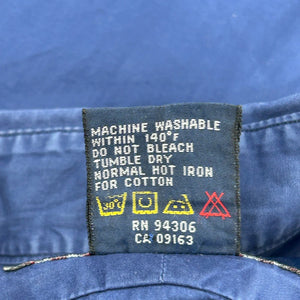 MACHINE WASHABLE
WITHIN 140°F
DO NOT BLEACH
TUMBLE DRY
NORMAL HOT IRON
FOR COTTON
30°
RN 94306
CA 09163